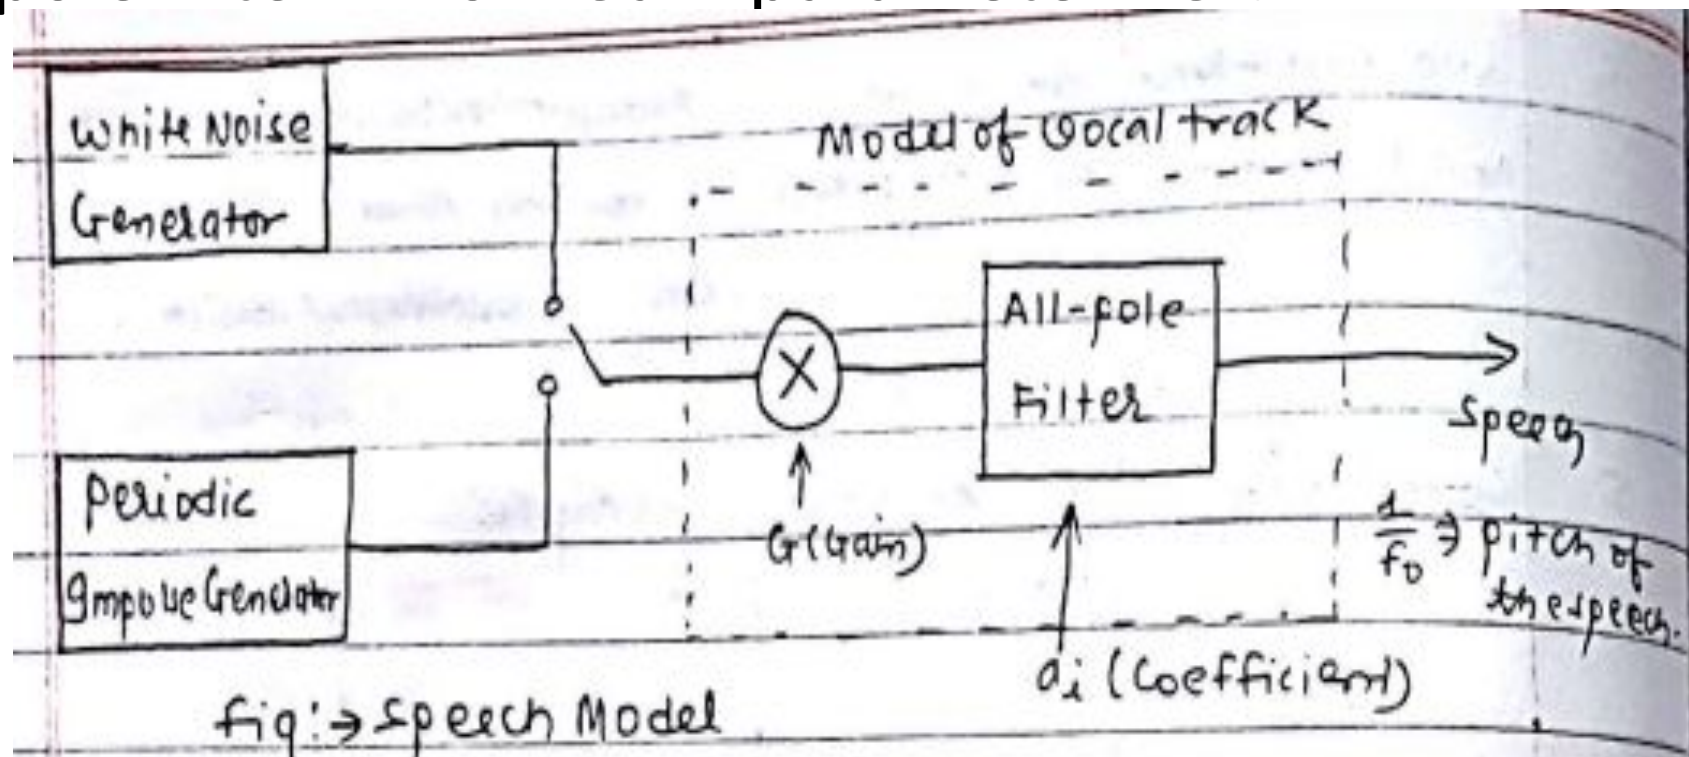 White Noise
Generator
Model of Vocal track
All-pole
Filter
Speech
Periodic
Impulse Generator
G(Gain)
1/f₀ → pitch of
the speech.
aᵢ (Coefficient)
fig:→ Speech Model